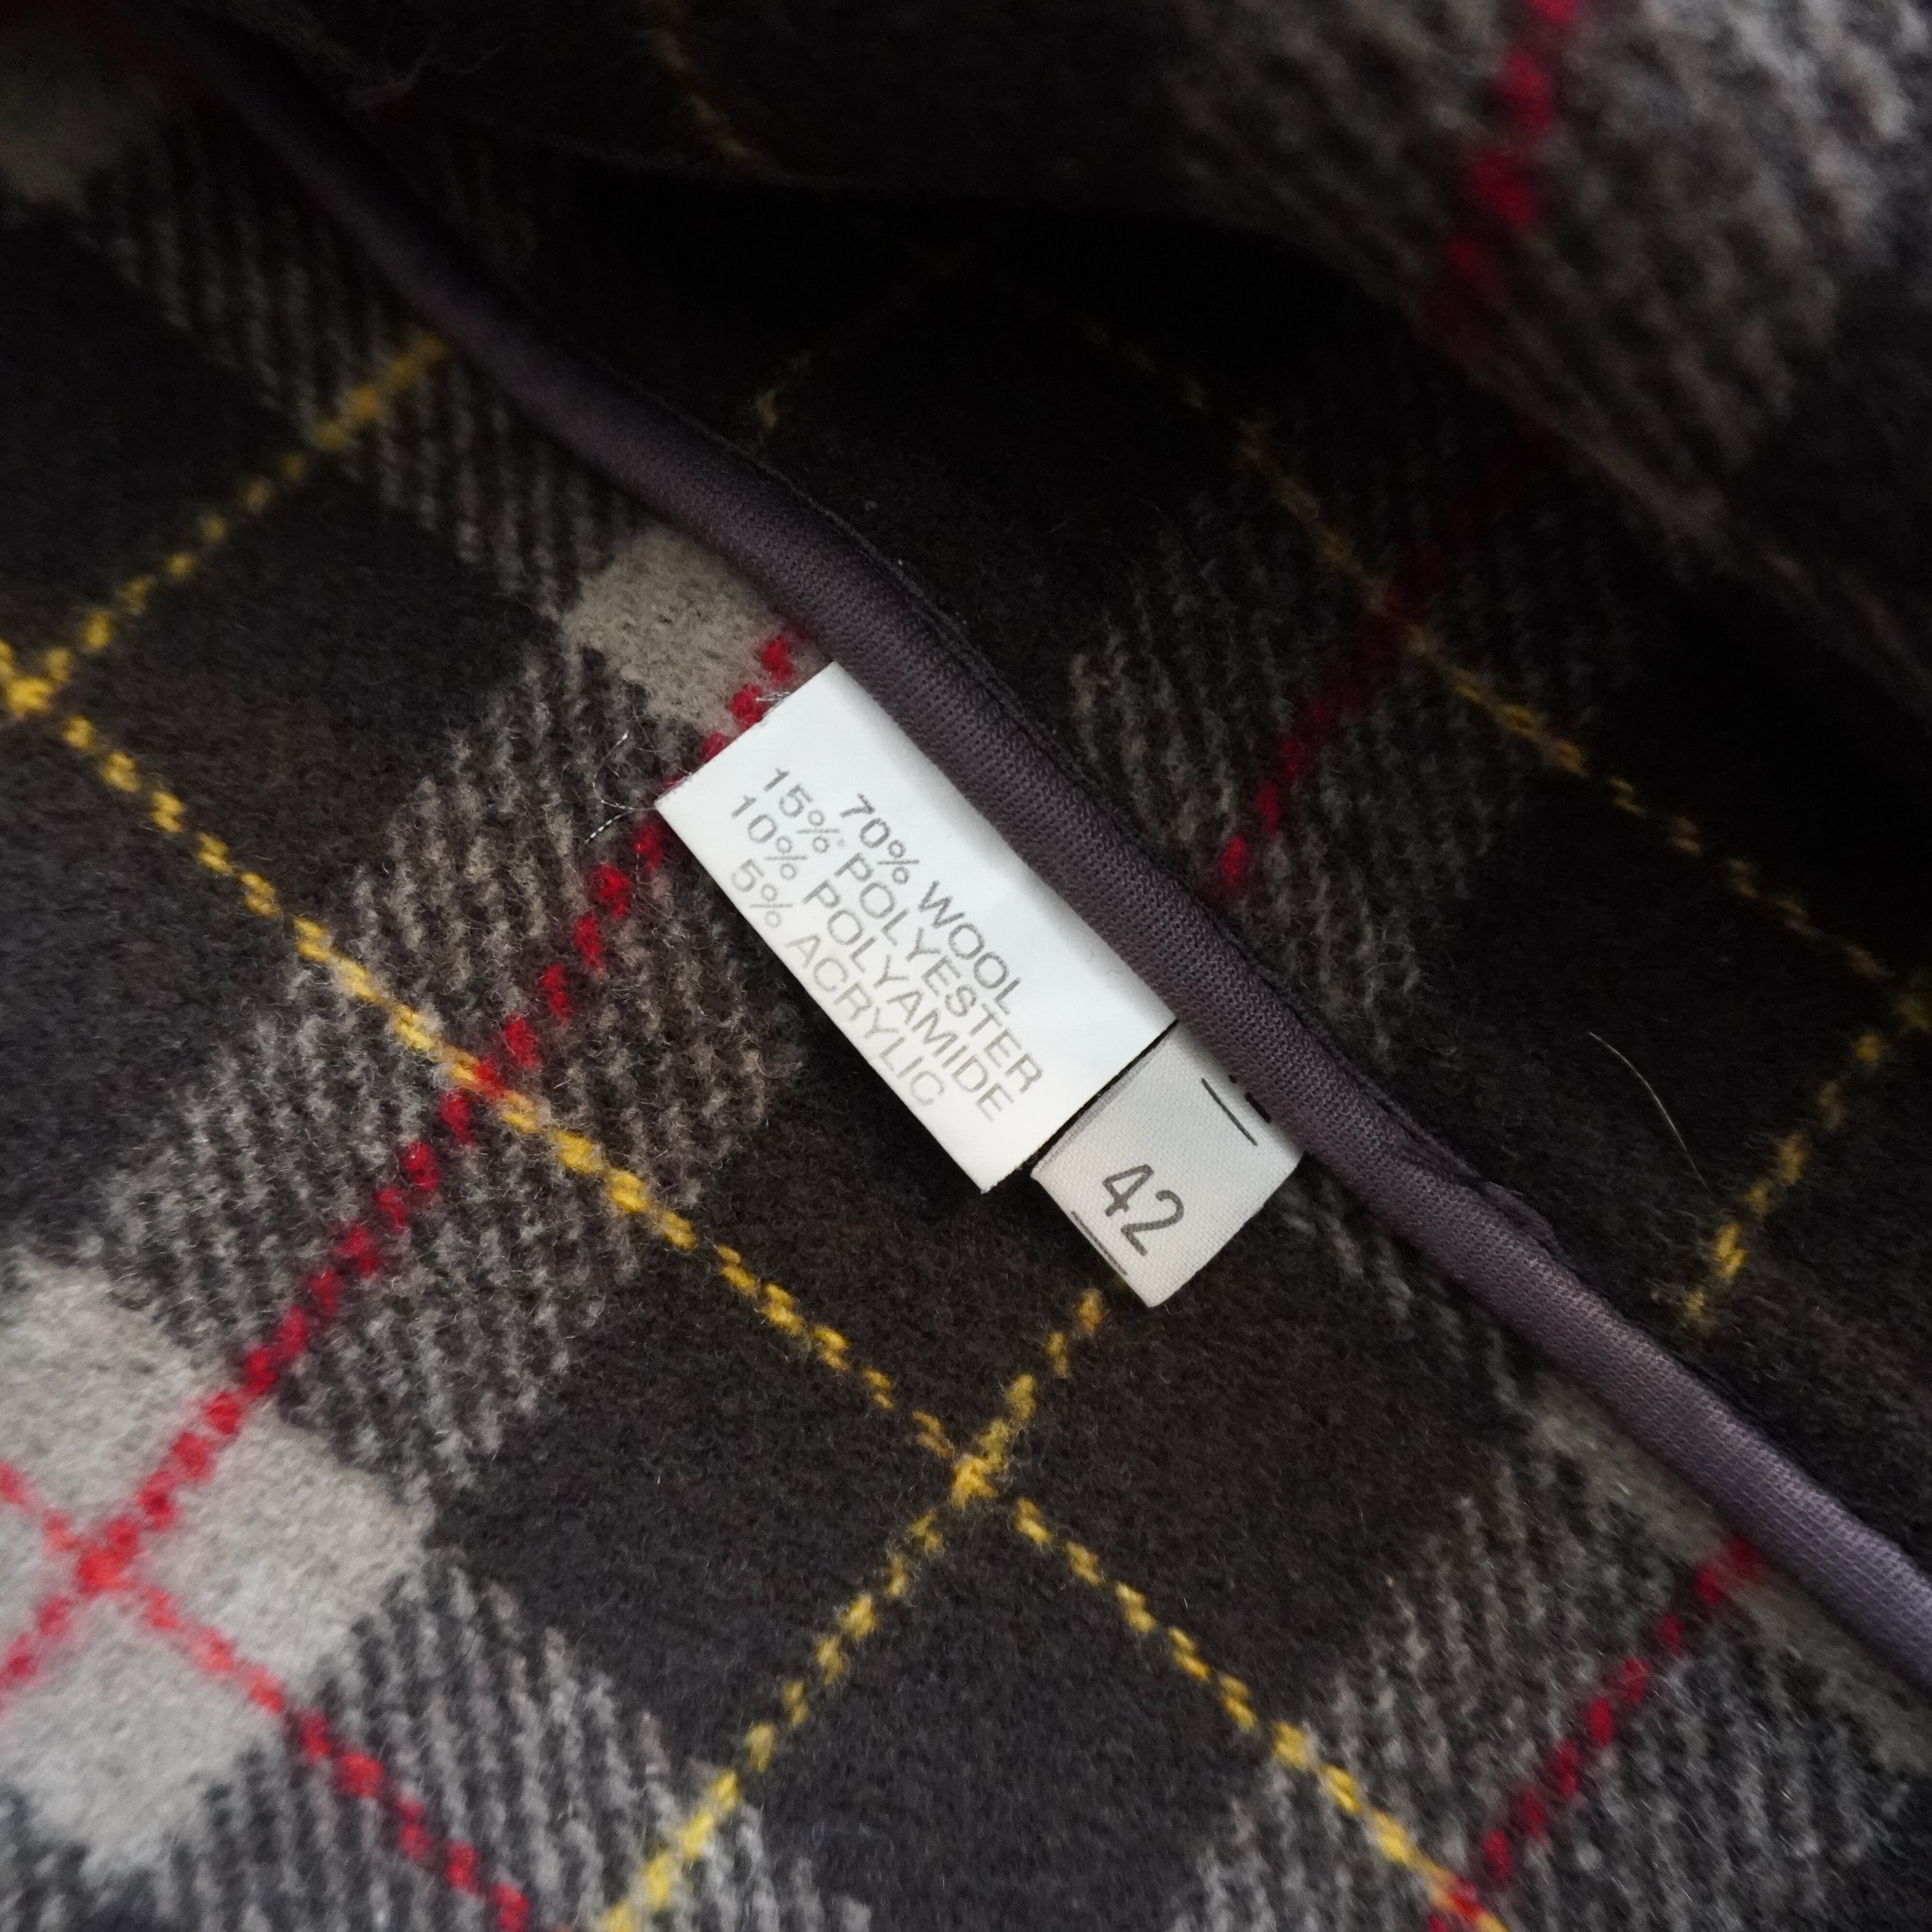 70% WOOL
15% POLYESTER
10% POLYAMIDE
5% ACRYLIC
42